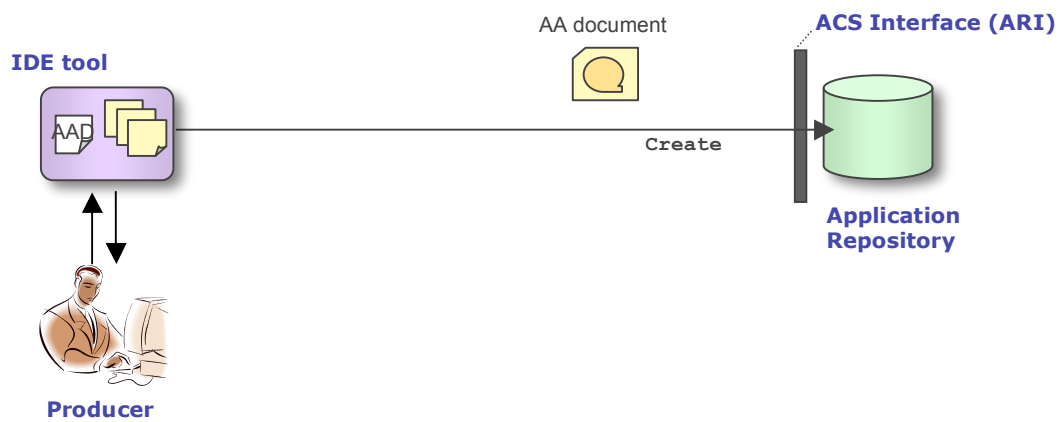 AA document
ACS Interface (ARI)
IDE tool
AAD
Create
Application
Repository
Producer